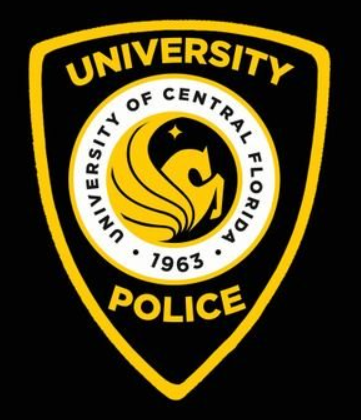 UNIVERSITY
UNIVERSITY OF CENTRAL FLORIDA
• 1963 •
POLICE